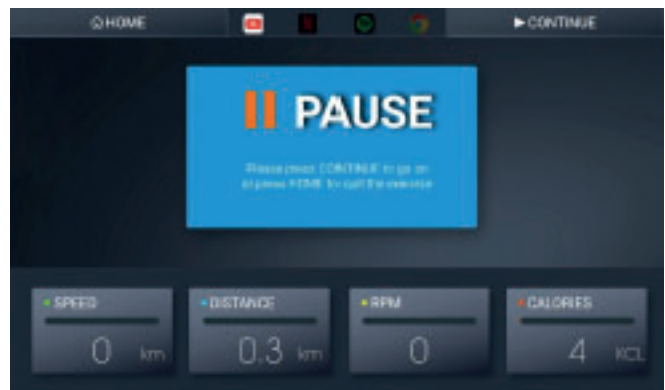 HOME
CONTINUE
PAUSE
Please press CONTINUE to go on
or press HOME to quit the exercise
SPEED
DISTANCE
RPM
CALORIES
0 km
0.3 km
0
4 KCL